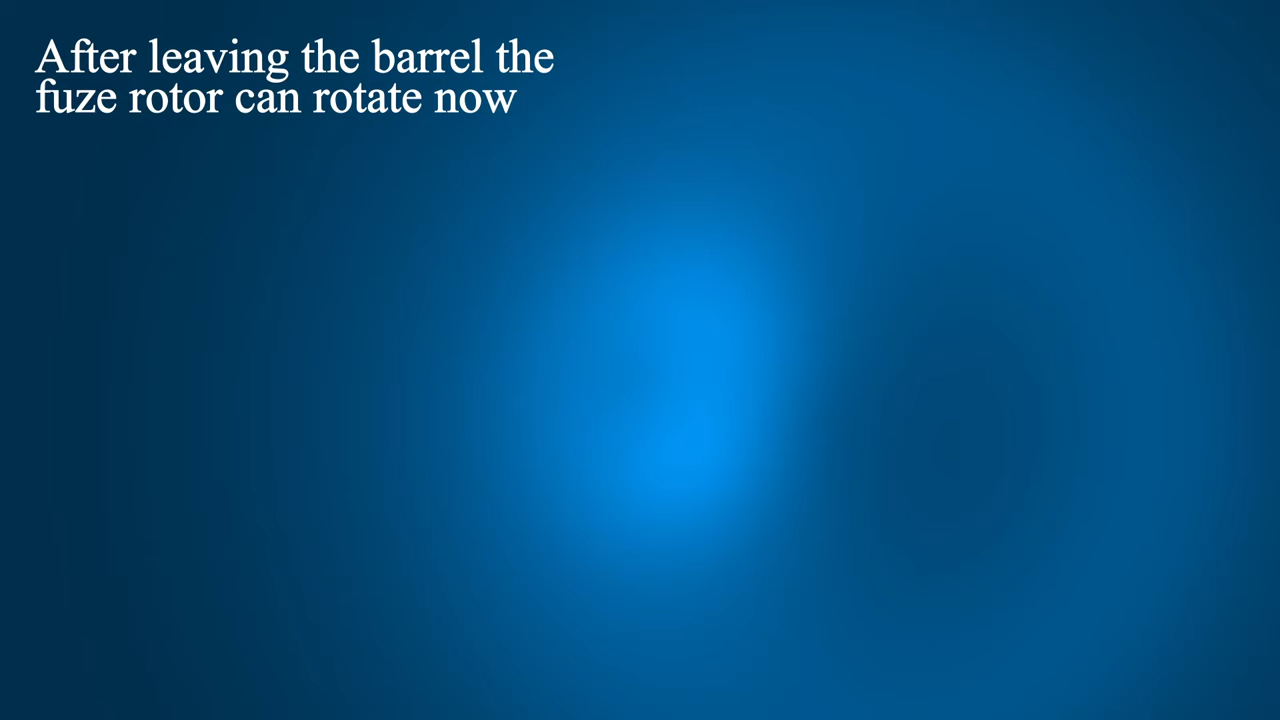 After leaving the barrel the
fuze rotor can rotate now